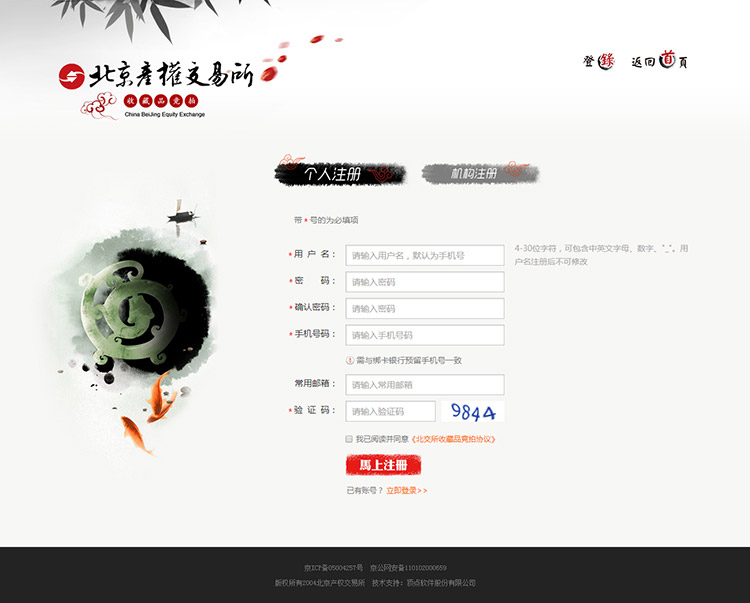 北京產權交易所
收藏品竞拍
China BeiJing Equity Exchange
登錄 返回首頁
个人注册 机构注册
带 * 号的为必填项
* 用 户 名： 请输入用户名，默认为手机号
4-30位字符，可包含中英文字母、数字、"_"。用
户名注册后不可修改
* 密 码： 请输入密码
* 确认密码： 请输入密码
* 手机号码： 请输入手机号码
需与绑卡银行预留手机号一致
常用邮箱： 请输入常用邮箱
* 验 证 码： 请输入验证码 9844
我已阅读并同意《北交所收藏品竞拍协议》
馬上注冊
已有账号？ 立即登录>>
京ICP备05004257号 京公网安备110102000659
版权所有2004北京产权交易所 技术支持：顶点软件股份有限公司